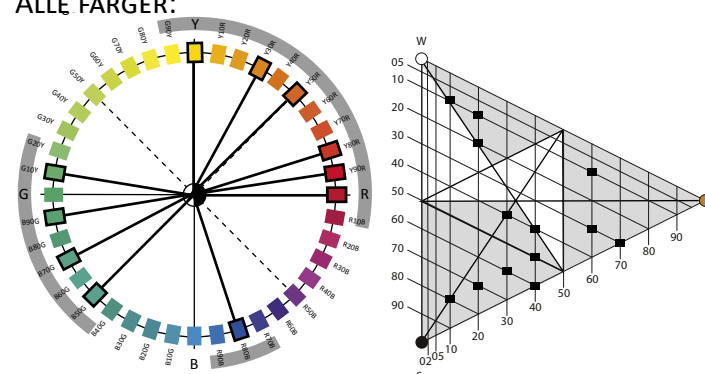 ALLE FARGER:
Y
Y10R
Y20R
Y30R
Y40R
Y50R
Y60R
Y70R
Y80R
Y90R
R
R10B
R20B
R30B
R40B
R50B
R60B
R70B
R80B
R90B
B
B10G
B20G
B30G
B40G
B50G
B60G
B70G
B80G
B90G
G
G10Y
G20Y
G30Y
G40Y
G50Y
G60Y
G70Y
G80Y
G90Y
W
05
10
20
30
40
50
60
70
80
90
02
05
10
20
30
40
50
60
70
80
90